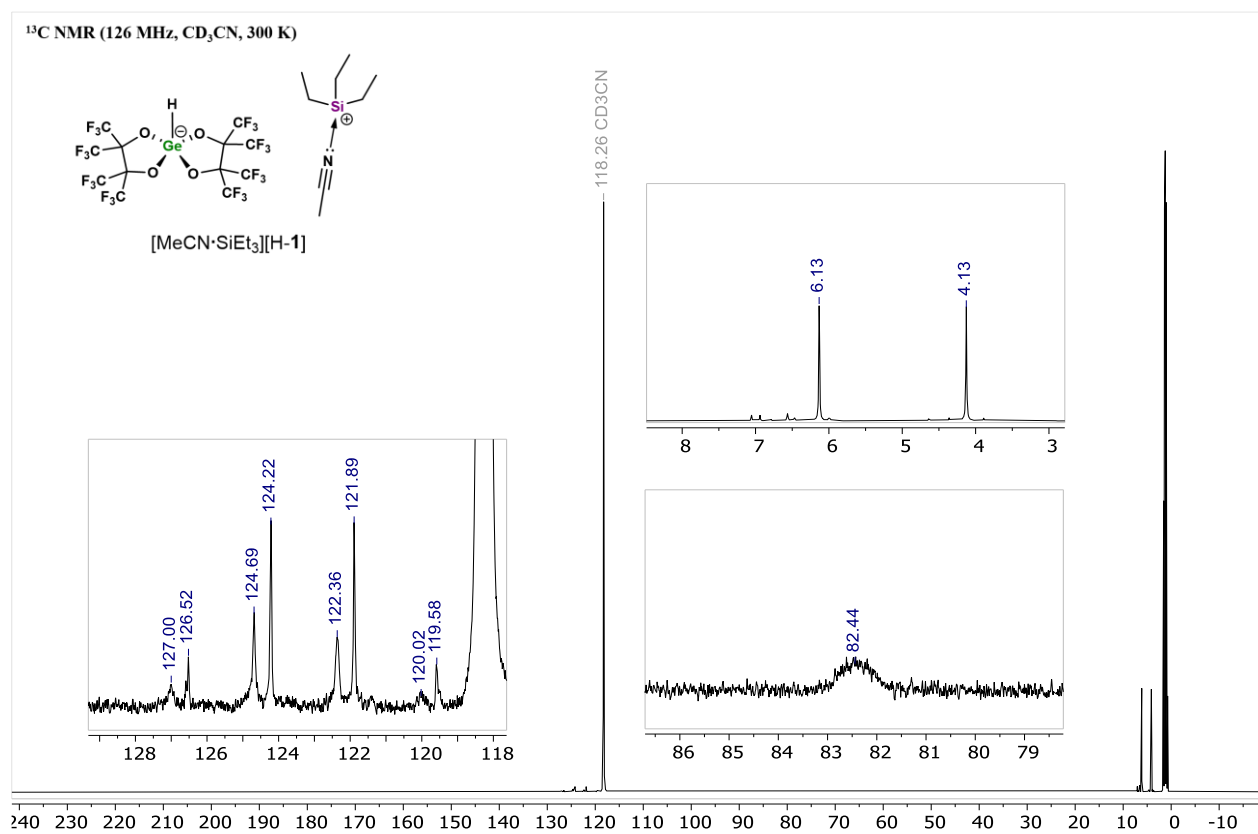 ¹³C NMR (126 MHz, CD₃CN, 300 K)
H
F₃C
F₃C
O
⊖
O
CF₃
CF₃
Ge
F₃C
F₃C
O
O
CF₃
CF₃
Si
⊕
N
[MeCN·SiEt₃][H-1]
118.26 CD3CN
6.13
4.13
8 7 6 5 4 3
127.00
126.52
124.69
124.22
122.36
121.89
120.02
119.58
128 126 124 122 120 118
82.44
86 85 84 83 82 81 80 79
240 230 220 210 200 190 180 170 160 150 140 130 120 110 100 90 80 70 60 50 40 30 20 10 0 -10